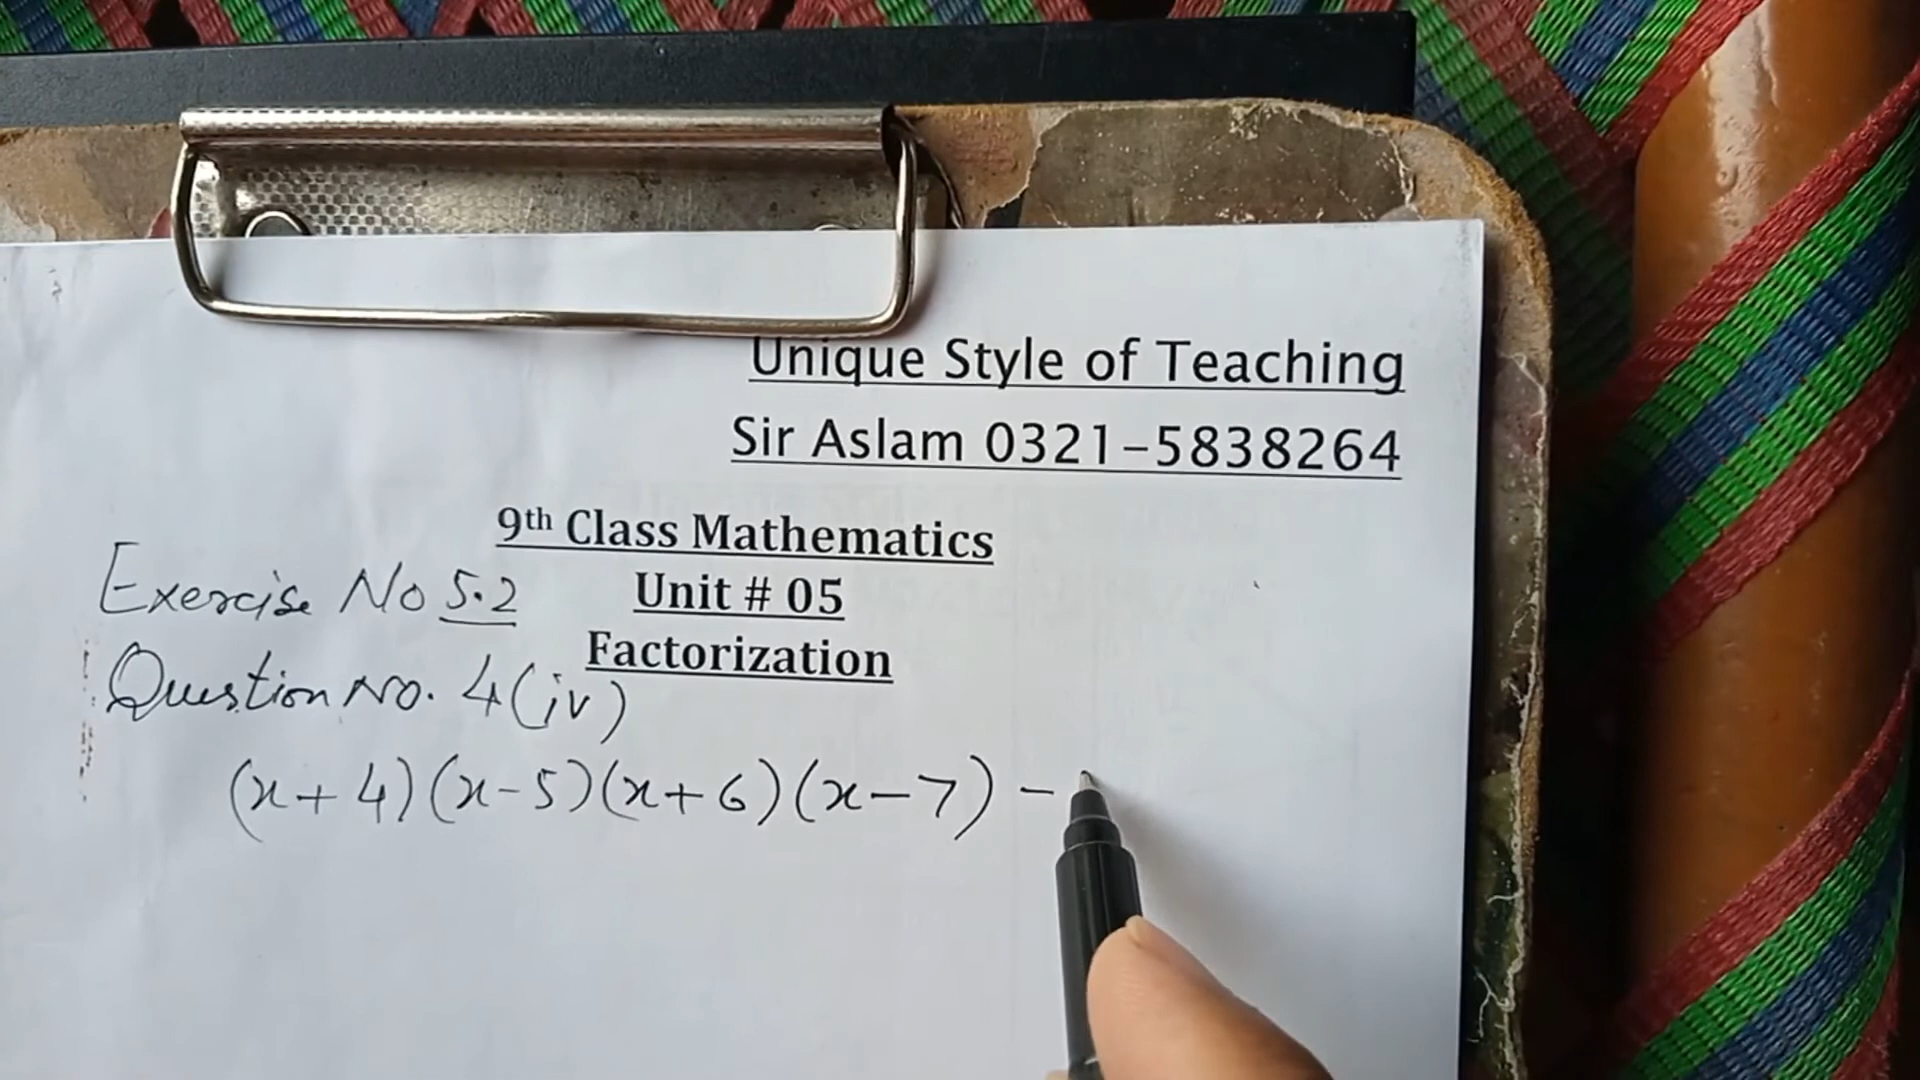 Unique Style of Teaching
Sir Aslam 0321-5838264
9th Class Mathematics
Exercise No 5.2
Unit # 05
Factorization
Question No. 4(iv)
(x+4)(x-5)(x+6)(x-7) -